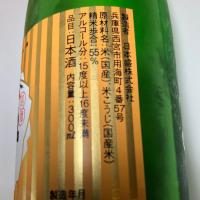 製造者:日本盛株式会社
兵庫県西宮市用海町4番57号
原材料名:米(国産)、米こうじ(国産米)
精米歩合:55%
アルコール分:15度以上16度未満
品目:日本酒 内容量:300ml
製造年月